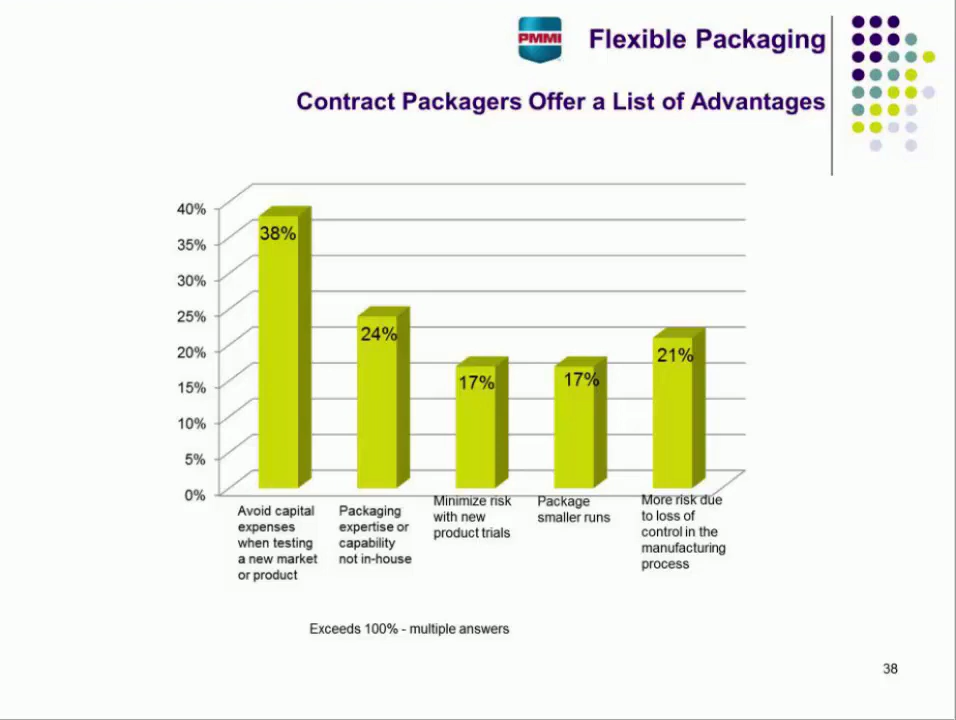 PMMI
Flexible Packaging
Contract Packagers Offer a List of Advantages
40%
35%
30%
25%
20%
15%
10%
5%
0%
38%
24%
17%
17%
21%
Avoid capital
expenses
when testing
a new market
or product
Packaging
expertise or
capability
not in-house
Minimize risk
with new
product trials
Package
smaller runs
More risk due
to loss of
control in the
manufacturing
process
Exceeds 100% - multiple answers
38